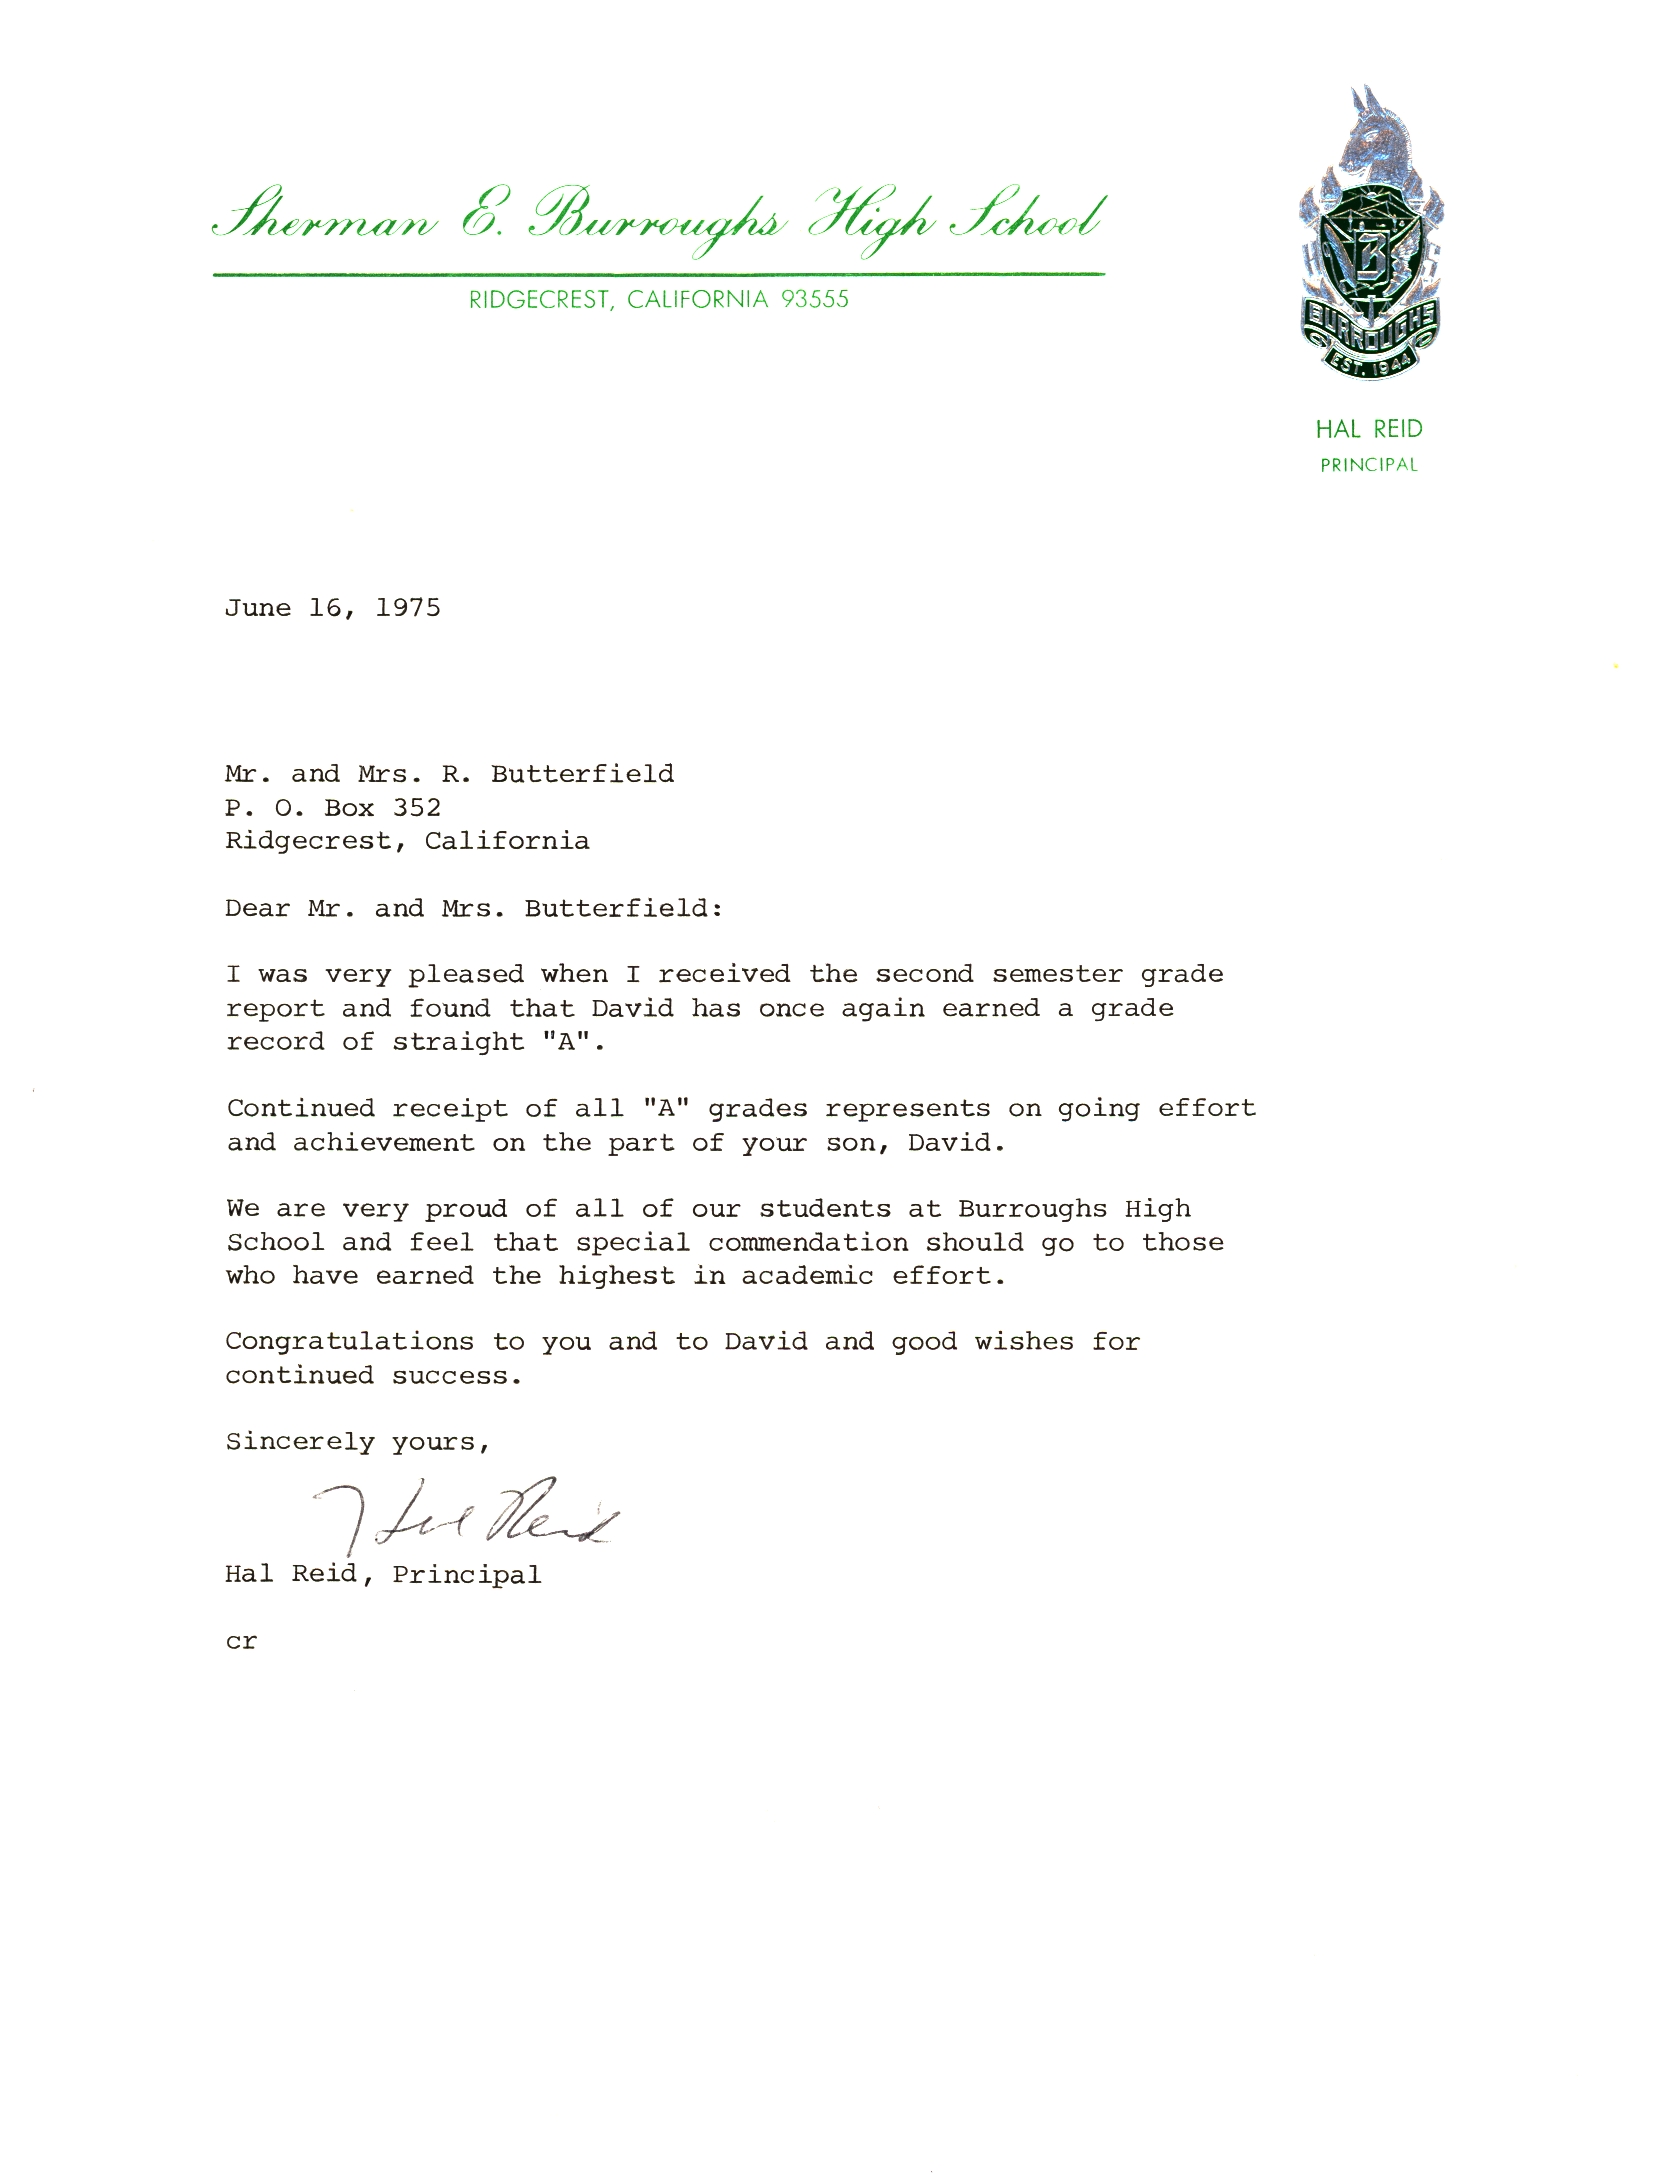 Sherman E. Burroughs High School
RIDGECREST, CALIFORNIA 93555
B
H S
BURROUGHS
EST. 1944
HAL REID
PRINCIPAL
June 16, 1975
Mr. and Mrs. R. Butterfield
P. O. Box 352
Ridgecrest, California
Dear Mr. and Mrs. Butterfield:
I was very pleased when I received the second semester grade
report and found that David has once again earned a grade
record of straight "A".
Continued receipt of all "A" grades represents on going effort
and achievement on the part of your son, David.
We are very proud of all of our students at Burroughs High
School and feel that special commendation should go to those
who have earned the highest in academic effort.
Congratulations to you and to David and good wishes for
continued success.
Sincerely yours,
Hal Reid
Hal Reid, Principal
cr